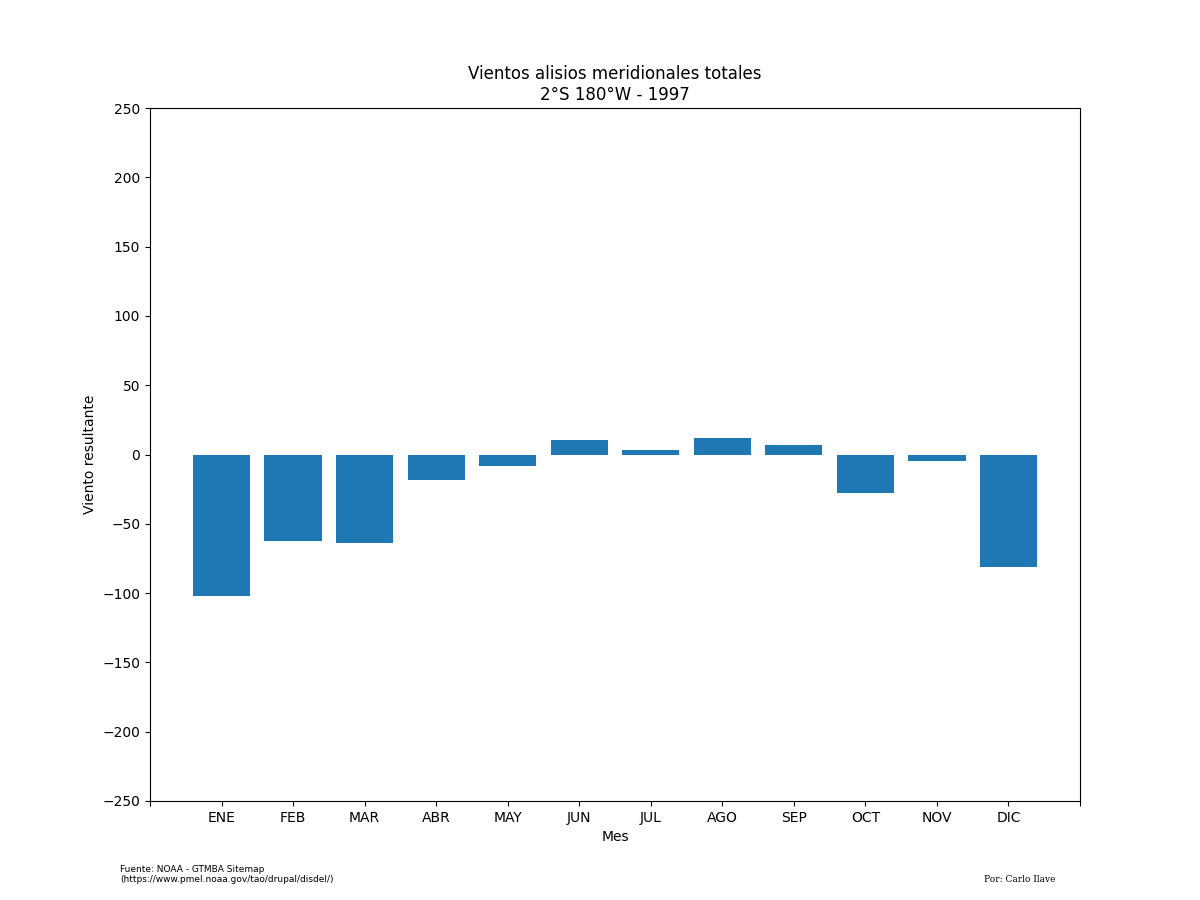 Vientos alisios meridionales totales
2°S 180°W - 1997
250
200
150
100
50
0
−50
−100
−150
−200
−250
Viento resultante
ENE FEB MAR ABR MAY JUN JUL AGO SEP OCT NOV DIC
Mes
Fuente: NOAA - GTMBA Sitemap
(https://www.pmel.noaa.gov/tao/drupal/disdel/)
Por: Carlo Ilave